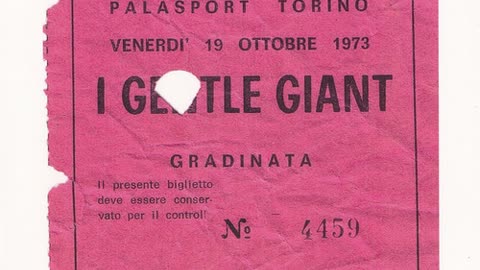 PALASPORT TORINO
VENERDI' 19 OTTOBRE 1973
I GENTLE GIANT
GRADINATA
Il presente biglietto
deve essere conser-
vato per il control'
№ 4459